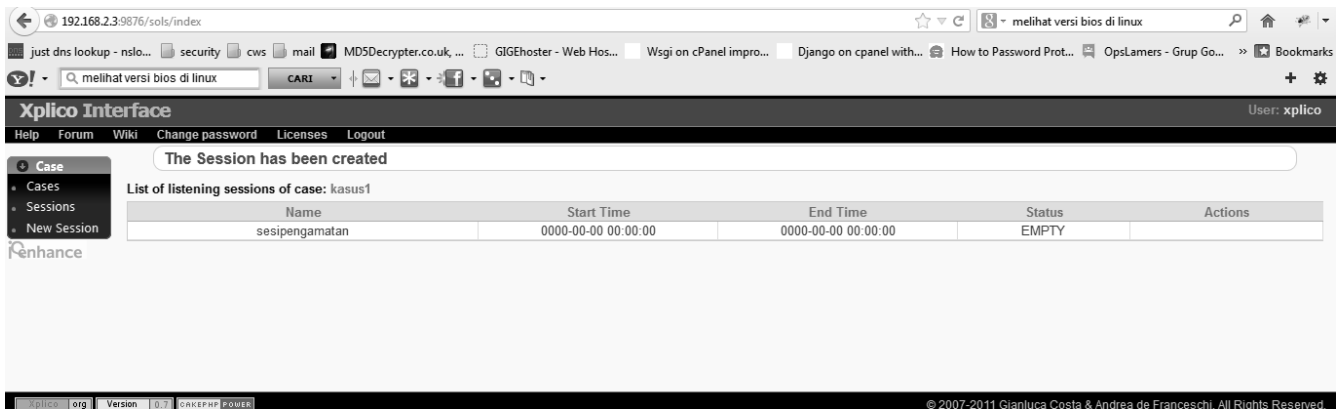 192.168.2.3:9876/sols/index
melihat versi bios di linux
just dns lookup - nslo... security cws mail MD5Decrypter.co.uk, ... GIGEhoster - Web Hos... Wsgi on cPanel impro... Django on cpanel with... How to Password Prot... OpsLamers - Grup Go... » Bookmarks
Y! melihat versi bios di linux CARI
Xplico Interface User: xplico
Help Forum Wiki Change password Licenses Logout
The Session has been created
Case
Cases
Sessions
New Session
List of listening sessions of case: kasus1
Name Start Time End Time Status Actions
sesipengamatan 0000-00-00 00:00:00 0000-00-00 00:00:00 EMPTY
enhance
Xplico org Version 0.7 CAKEPHP POWER © 2007-2011 Gianluca Costa & Andrea de Franceschi. All Rights Reserved.